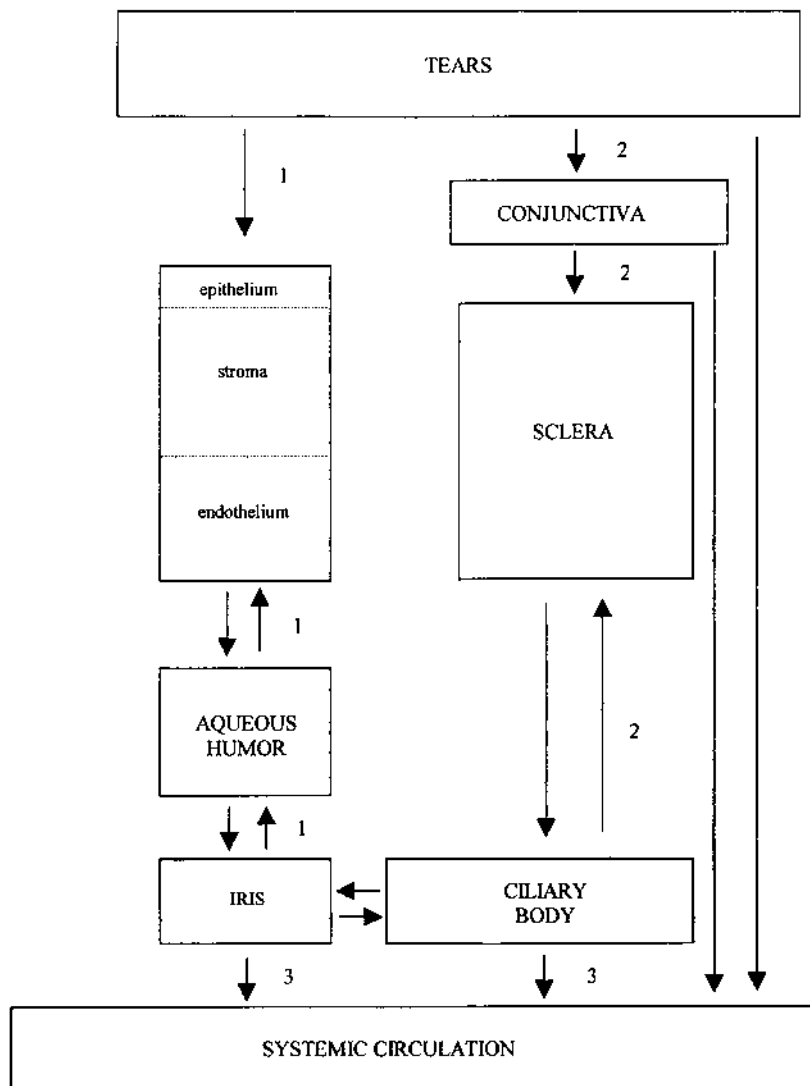 TEARS
1
2
CONJUNCTIVA
2
epithelium
stroma
endothelium
SCLERA
1
AQUEOUS
HUMOR
2
1
IRIS
CILIARY
BODY
3
3
SYSTEMIC CIRCULATION